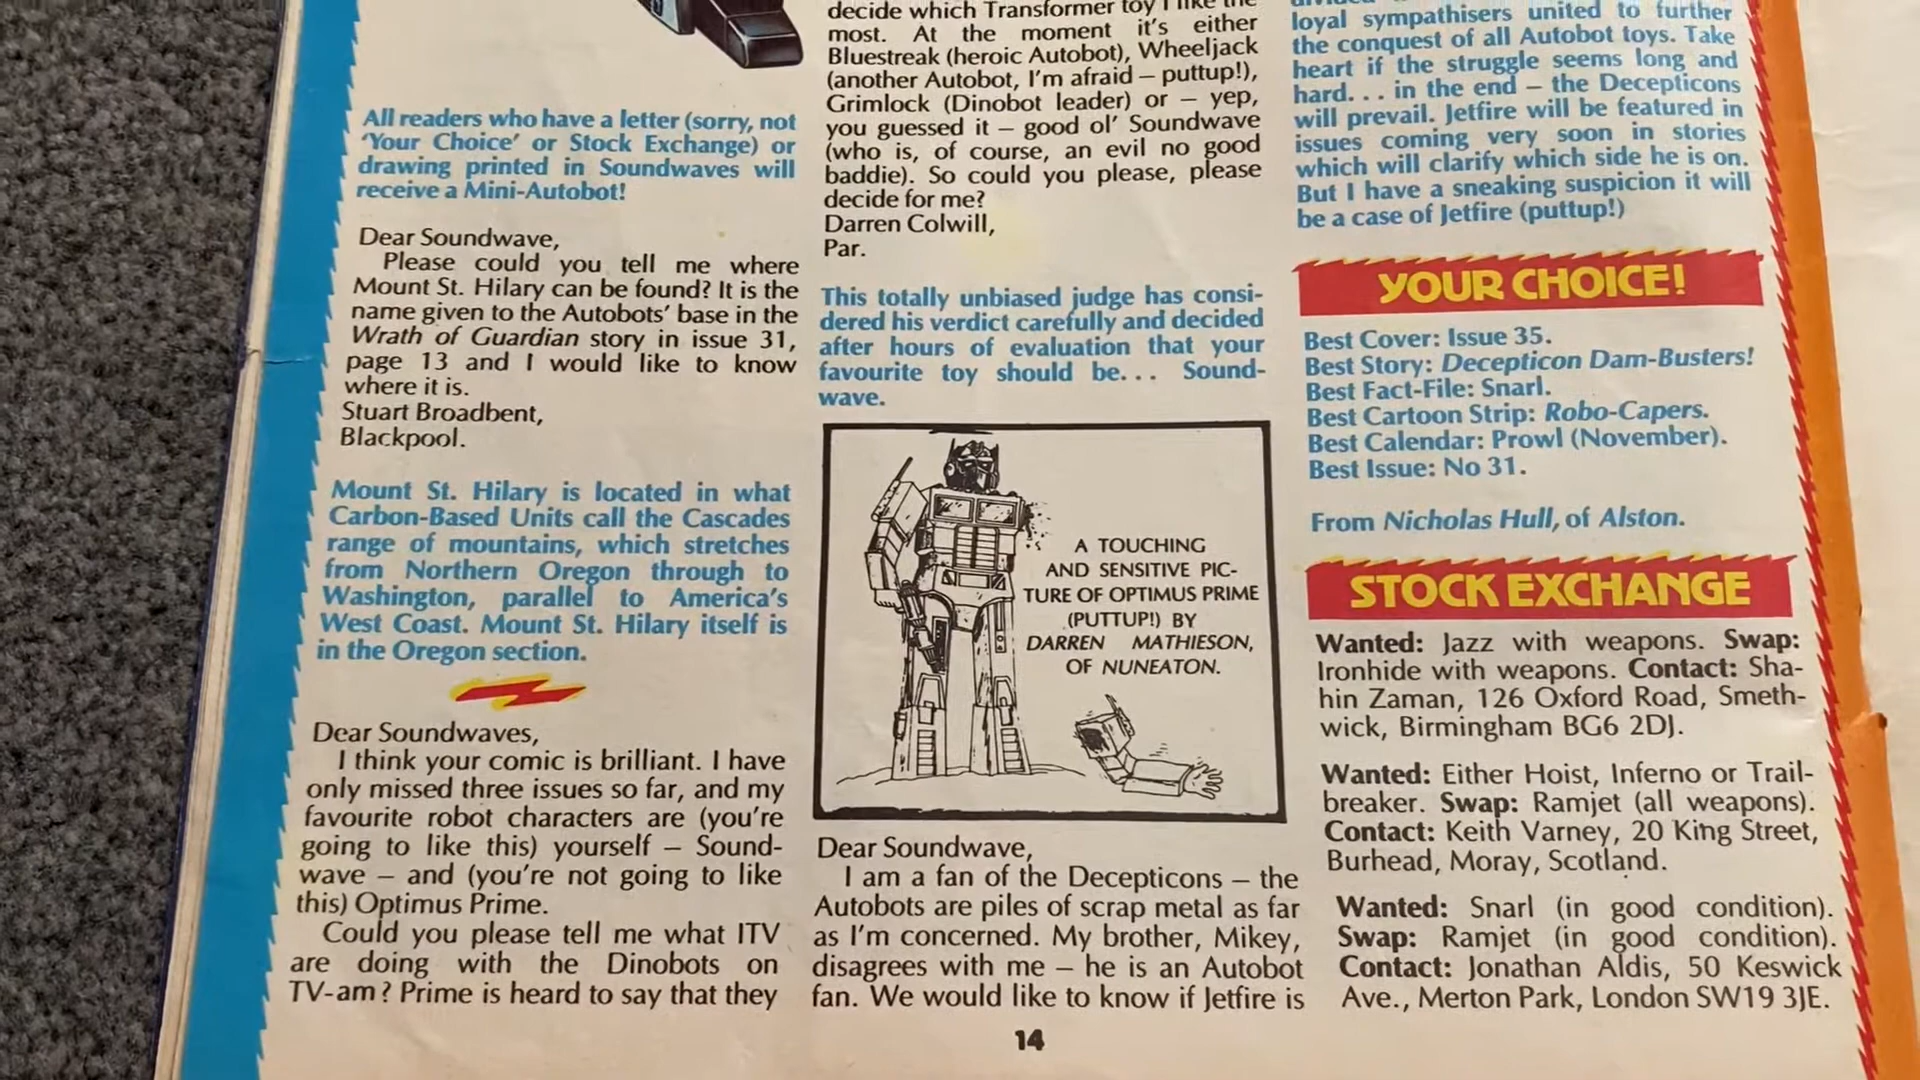 All readers who have a letter (sorry, not
'Your Choice' or Stock Exchange) or
drawing printed in Soundwaves will
receive a Mini-Autobot!
Dear Soundwave,
Please could you tell me where
Mount St. Hilary can be found? It is the
name given to the Autobots' base in the
Wrath of Guardian story in issue 31,
page 13 and I would like to know
where it is.
Stuart Broadbent,
Blackpool.
Mount St. Hilary is located in what
Carbon-Based Units call the Cascades
range of mountains, which stretches
from Northern Oregon through to
Washington, parallel to America's
West Coast. Mount St. Hilary itself is
in the Oregon section.
Dear Soundwaves,
I think your comic is brilliant. I have
only missed three issues so far, and my
favourite robot characters are (you're
going to like this) yourself – Sound-
wave – and (you're not going to like
this) Optimus Prime.
Could you please tell me what ITV
are doing with the Dinobots on
TV-am? Prime is heard to say that they
decide which Transformer toy I like the
most. At the moment it's either
Bluestreak (heroic Autobot), Wheeljack
(another Autobot, I'm afraid – puttup!),
Grimlock (Dinobot leader) or – yep,
you guessed it – good ol' Soundwave
(who is, of course, an evil no good
baddie). So could you please, please
decide for me?
Darren Colwill,
Par.
This totally unbiased judge has consi-
dered his verdict carefully and decided
after hours of evaluation that your
favourite toy should be... Sound-
wave.
A TOUCHING
AND SENSITIVE PIC-
TURE OF OPTIMUS PRIME
(PUTTUP!) BY
DARREN MATHIESON,
OF NUNEATON.
Dear Soundwave,
I am a fan of the Decepticons – the
Autobots are piles of scrap metal as far
as I'm concerned. My brother, Mikey,
disagrees with me – he is an Autobot
fan. We would like to know if Jetfire is
loyal sympathisers united to further
the conquest of all Autobot toys. Take
heart if the struggle seems long and
hard... in the end – the Decepticons
will prevail. Jetfire will be featured in
issues coming very soon in stories
which will clarify which side he is on.
But I have a sneaking suspicion it will
be a case of Jetfire (puttup!)
YOUR CHOICE!
Best Cover: Issue 35.
Best Story: Decepticon Dam-Busters!
Best Fact-File: Snarl.
Best Cartoon Strip: Robo-Capers.
Best Calendar: Prowl (November).
Best Issue: No 31.
From Nicholas Hull, of Alston.
STOCK EXCHANGE
Wanted: Jazz with weapons. Swap:
Ironhide with weapons. Contact: Sha-
hin Zaman, 126 Oxford Road, Smeth-
wick, Birmingham BG6 2DJ.
Wanted: Either Hoist, Inferno or Trail-
breaker. Swap: Ramjet (all weapons).
Contact: Keith Varney, 20 King Street,
Burhead, Moray, Scotland.
Wanted: Snarl (in good condition).
Swap: Ramjet (in good condition).
Contact: Jonathan Aldis, 50 Keswick
Ave., Merton Park, London SW19 3JE.
14